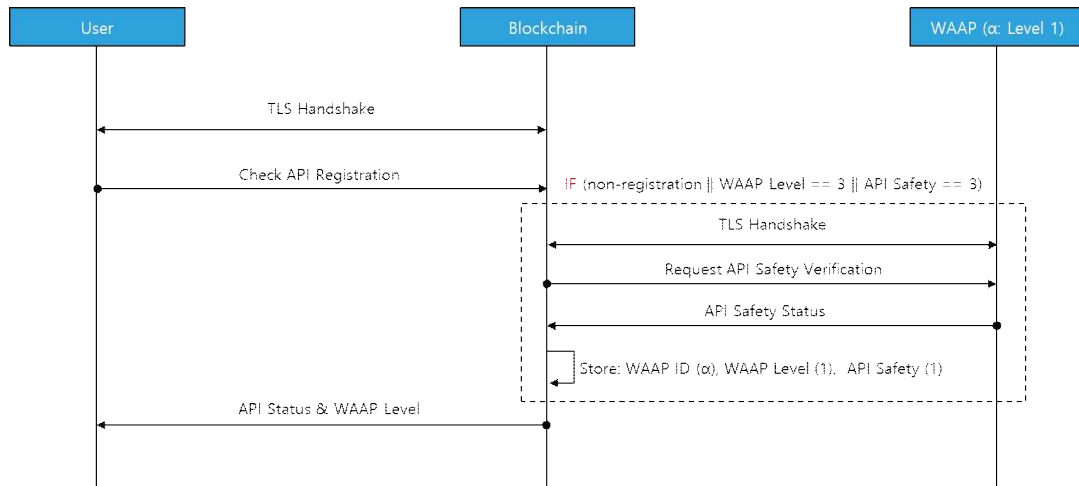 User
Blockchain
WAAP (α: Level 1)
TLS Handshake
Check API Registration
IF (non-registration || WAAP Level == 3 || API Safety == 3)
TLS Handshake
Request API Safety Verification
API Safety Status
Store: WAAP ID (α), WAAP Level (1), API Safety (1)
API Status & WAAP Level